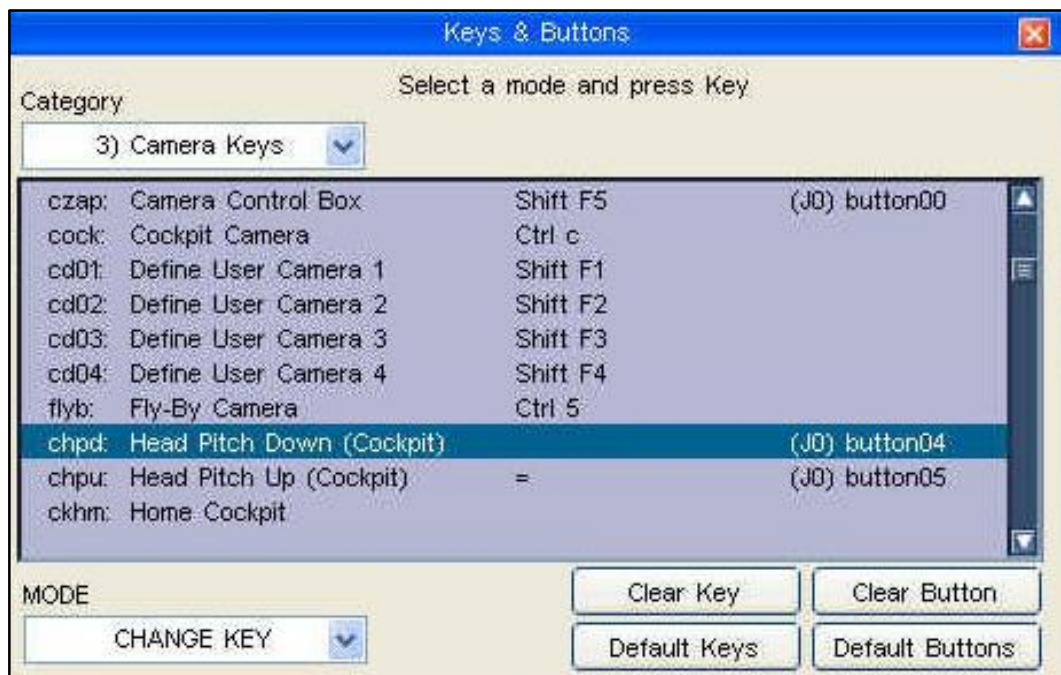 Keys & Buttons
Select a mode and press Key
Category
3) Camera Keys
czap: Camera Control Box Shift F5 (J0) button00
cock: Cockpit Camera Ctrl c
cd01: Define User Camera 1 Shift F1
cd02: Define User Camera 2 Shift F2
cd03: Define User Camera 3 Shift F3
cd04: Define User Camera 4 Shift F4
flyb: Fly-By Camera Ctrl 5
chpd: Head Pitch Down (Cockpit) (J0) button04
chpu: Head Pitch Up (Cockpit) = (J0) button05
ckhm: Home Cockpit
MODE
CHANGE KEY
Clear Key Clear Button
Default Keys Default Buttons